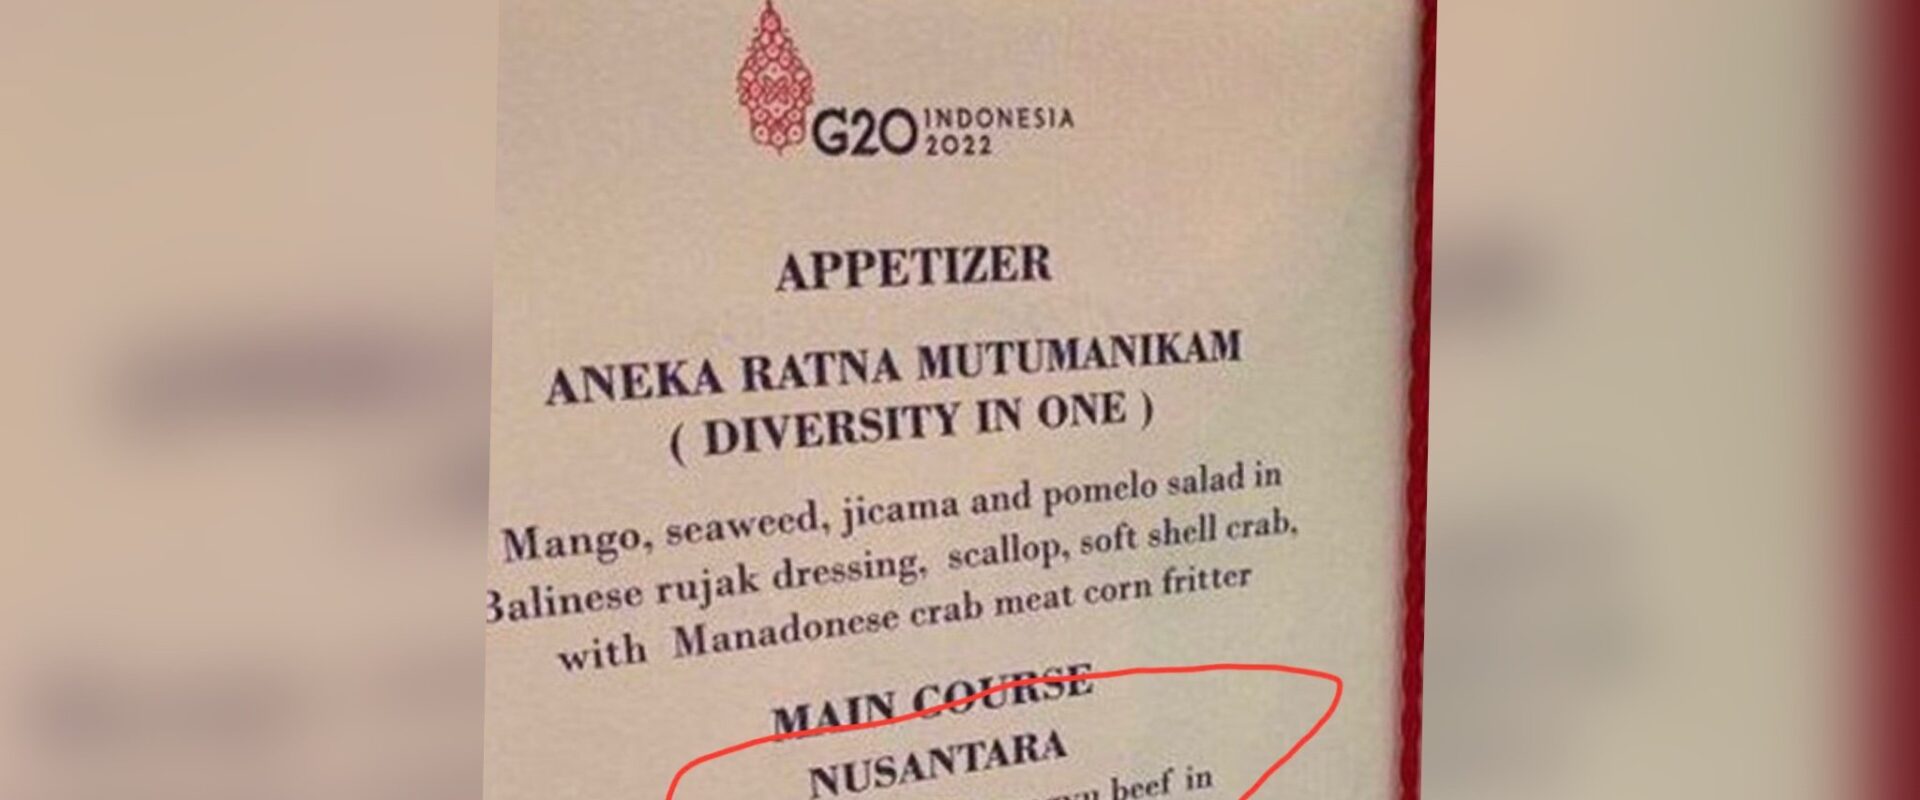 G20 INDONESIA
2022
APPETIZER
ANEKA RATNA MUTUMANIKAM
( DIVERSITY IN ONE )
Mango, seaweed, jicama and pomelo salad in
Balinese rujak dressing, scallop, soft shell crab,
with Manadonese crab meat corn fritter
MAIN COURSE
NUSANTARA
beef in